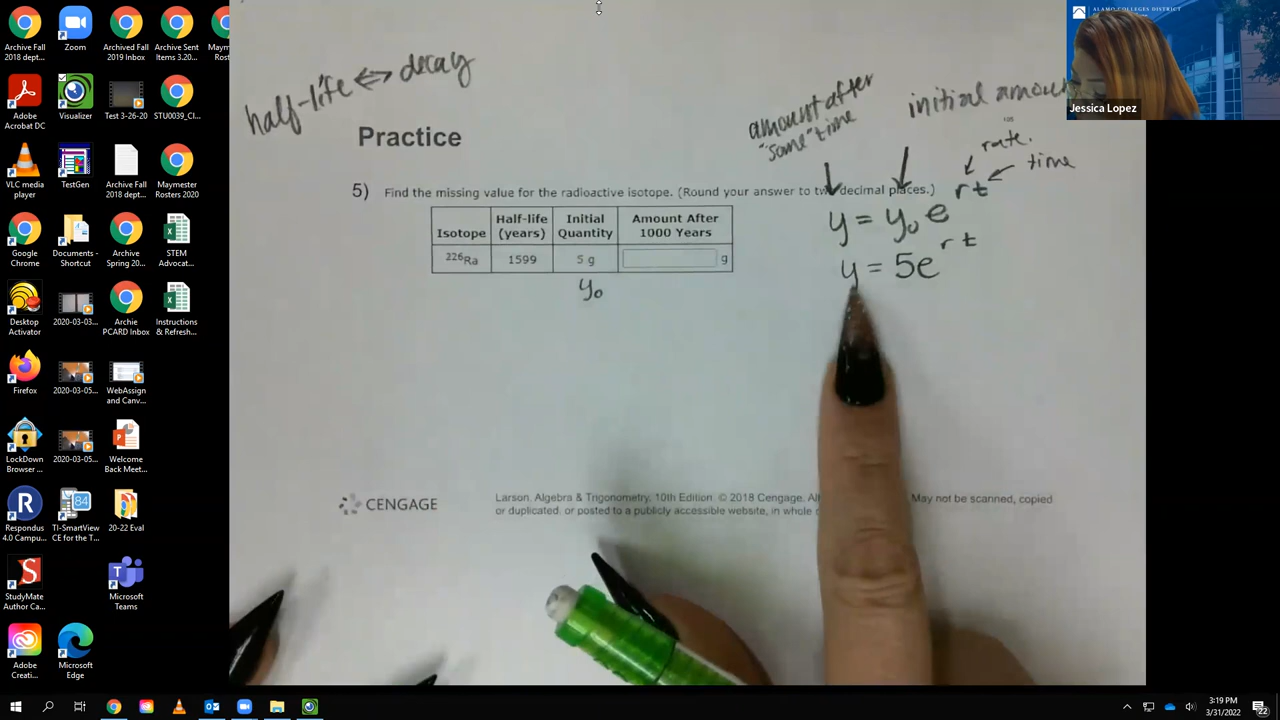 Archive Fall
2018 dept...
Zoom
Archived Fall
2019 Inbox
Archive Sent
Items 3.20...
Maym
Roste
Adobe
Acrobat DC
Visualizer
Test 3-26-20
STU0039_Cl...
VLC media
player
TestGen
Archive Fall
2018 dept...
Maymester
Rosters 2020
Google
Chrome
Documents -
Shortcut
Archive
Spring 20...
STEM
Advocat...
Desktop
Activator
2020-03-03...
Archie
PCARD Inbox
Instructions
& Refresh...
Firefox
2020-03-05...
WebAssign
and Canv...
LockDown
Browser ...
2020-03-05...
Welcome
Back Meet...
Respondus
4.0 Campu...
TI-SmartView
CE for the T...
20-22 Eval
StudyMate
Author Ca...
Microsoft
Teams
Adobe
Creati...
Microsoft
Edge
half-life ↔ decay
Practice
5) Find the missing value for the radioactive isotope. (Round your answer to two decimal places.)
Isotope Half-life (years) Initial Quantity Amount After 1000 Years
²²⁶Ra 1599 5 g g
y₀
amount after
"some" time
initial amoun
rate
time
y = y₀ e^rt
y = 5e^rt
CENGAGE
Larson, Algebra & Trigonometry, 10th Edition. © 2018 Cengage. May not be scanned, copied
or duplicated, or posted to a publicly accessible website, in whole
ALAMO COLLEGES DISTRICT
Jessica Lopez
3:19 PM
3/31/2022
22